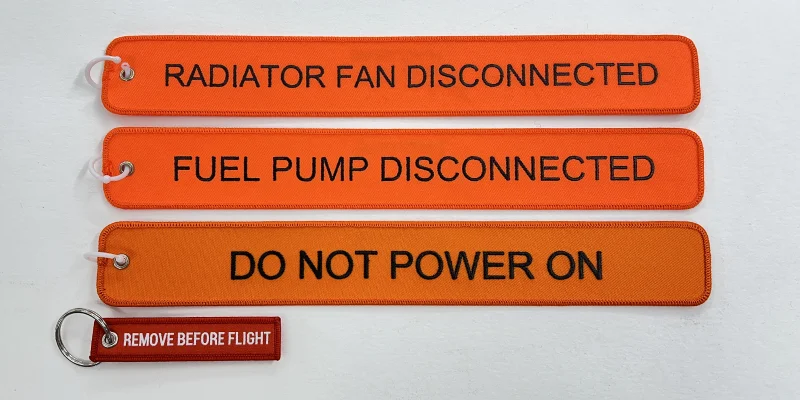 RADIATOR FAN DISCONNECTED
FUEL PUMP DISCONNECTED
DO NOT POWER ON
REMOVE BEFORE FLIGHT